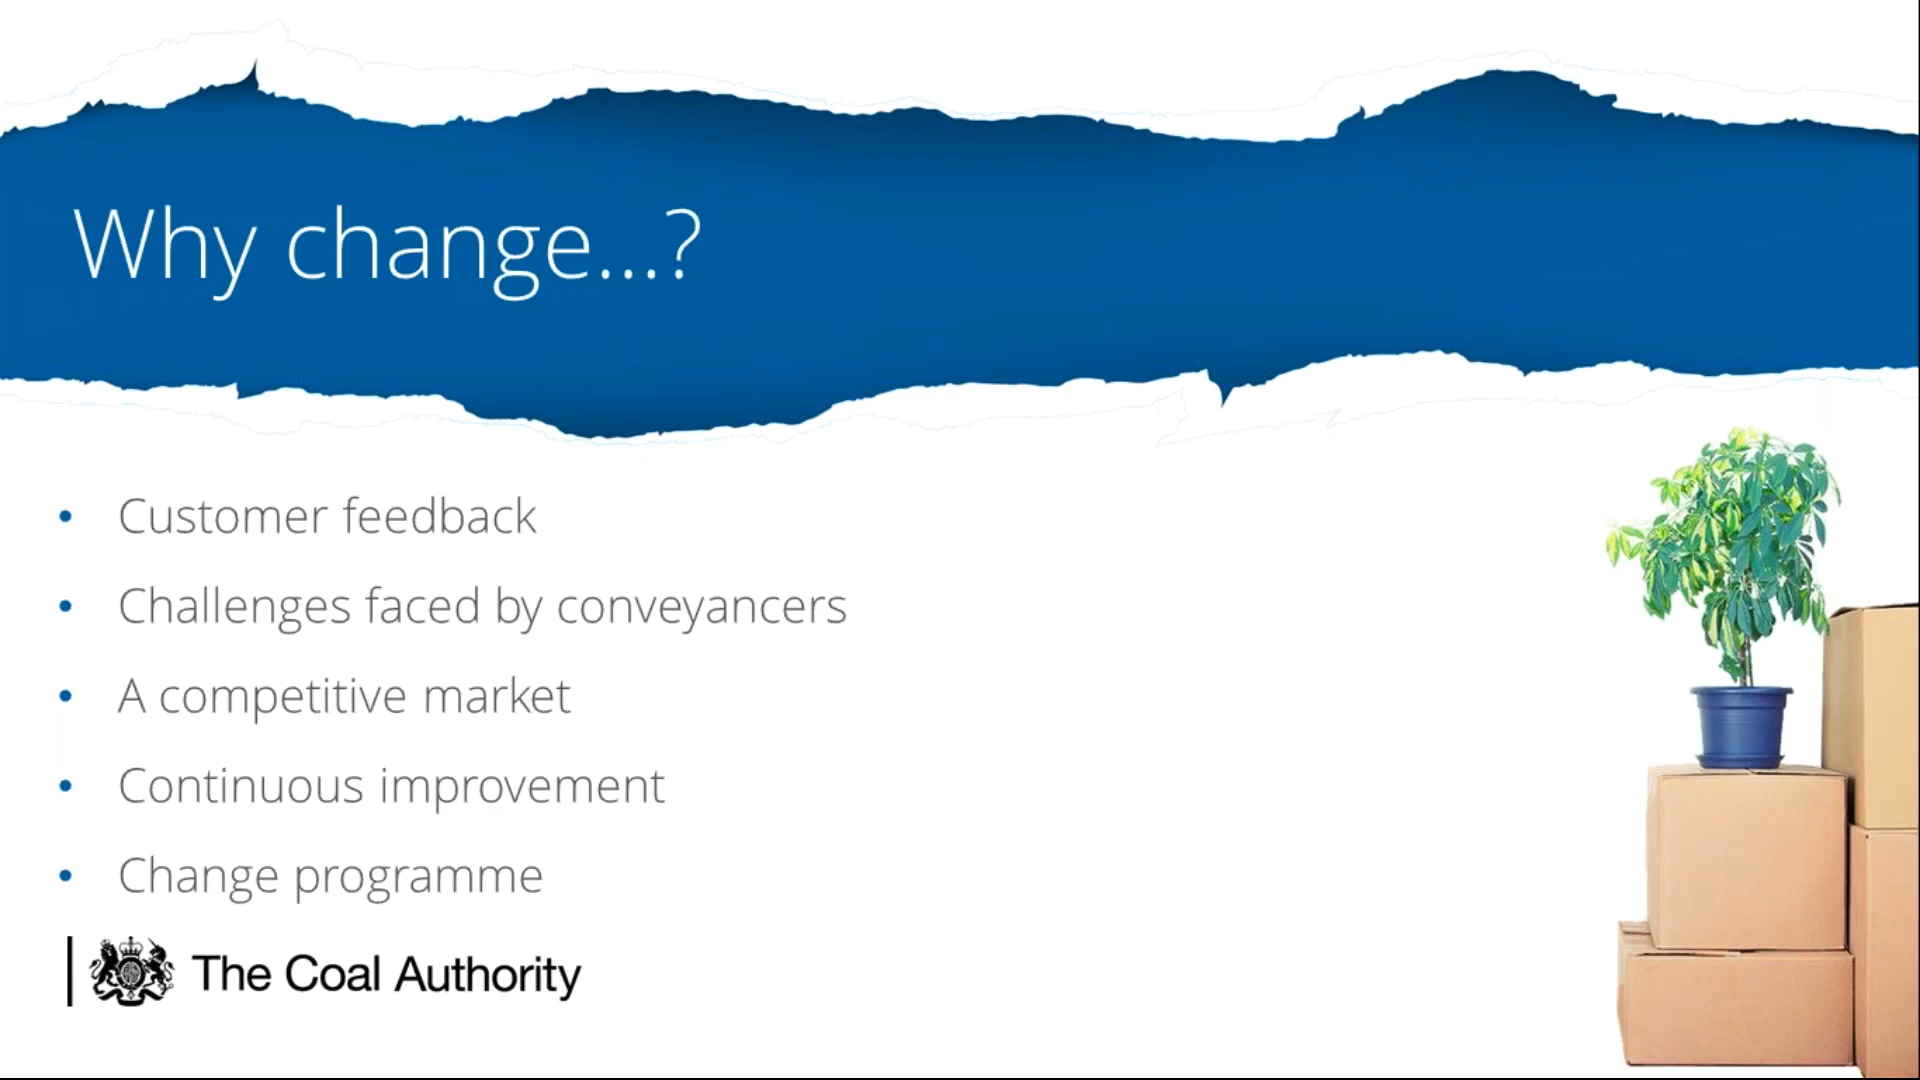 Why change...?
Customer feedback
Challenges faced by conveyancers
A competitive market
Continuous improvement
Change programme
The Coal Authority